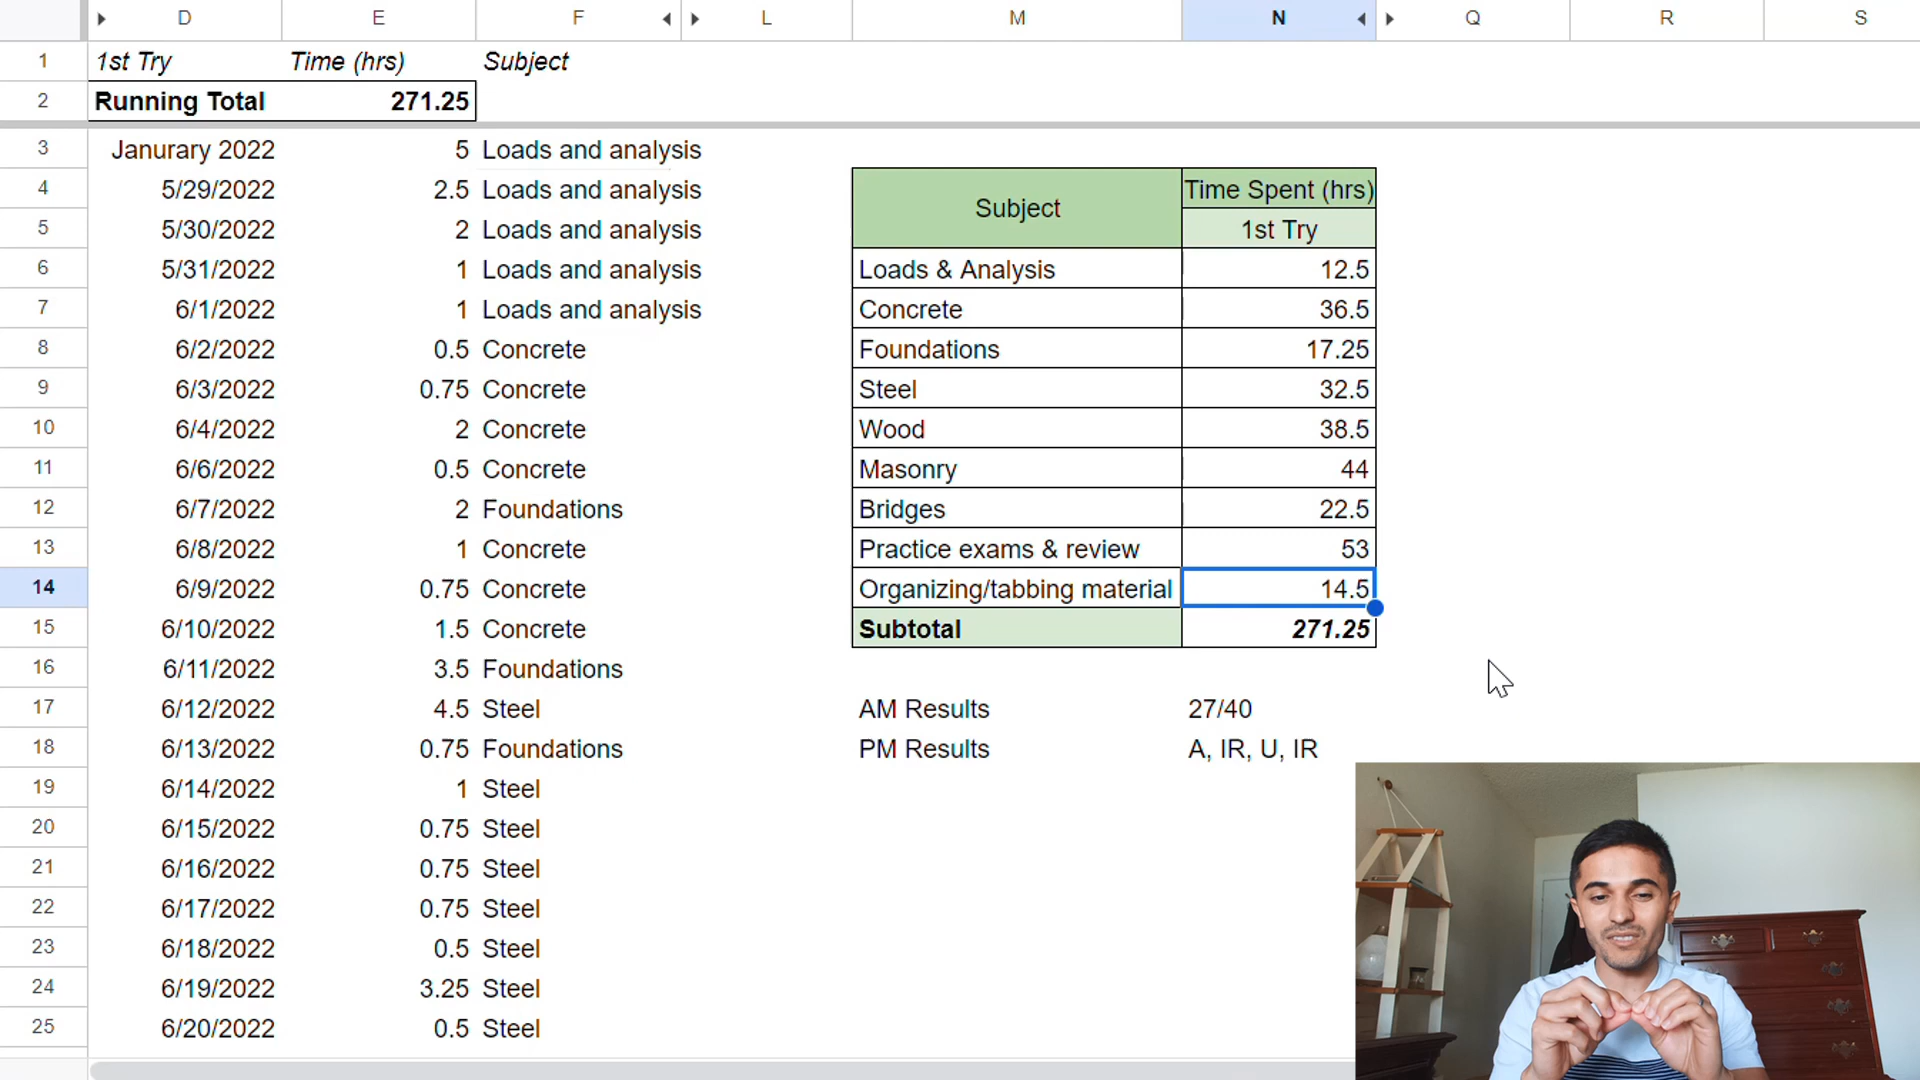 D E F L M N Q R S
1 1st Try Time (hrs) Subject
2 Running Total 271.25
3 Janurary 2022 5 Loads and analysis
4 5/29/2022 2.5 Loads and analysis Subject Time Spent (hrs)
5 5/30/2022 2 Loads and analysis 1st Try
6 5/31/2022 1 Loads and analysis Loads & Analysis 12.5
7 6/1/2022 1 Loads and analysis Concrete 36.5
8 6/2/2022 0.5 Concrete Foundations 17.25
9 6/3/2022 0.75 Concrete Steel 32.5
10 6/4/2022 2 Concrete Wood 38.5
11 6/6/2022 0.5 Concrete Masonry 44
12 6/7/2022 2 Foundations Bridges 22.5
13 6/8/2022 1 Concrete Practice exams & review 53
14 6/9/2022 0.75 Concrete Organizing/tabbing material 14.5
15 6/10/2022 1.5 Concrete Subtotal 271.25
16 6/11/2022 3.5 Foundations
17 6/12/2022 4.5 Steel AM Results 27/40
18 6/13/2022 0.75 Foundations PM Results A, IR, U, IR
19 6/14/2022 1 Steel
20 6/15/2022 0.75 Steel
21 6/16/2022 0.75 Steel
22 6/17/2022 0.75 Steel
23 6/18/2022 0.5 Steel
24 6/19/2022 3.25 Steel
25 6/20/2022 0.5 Steel